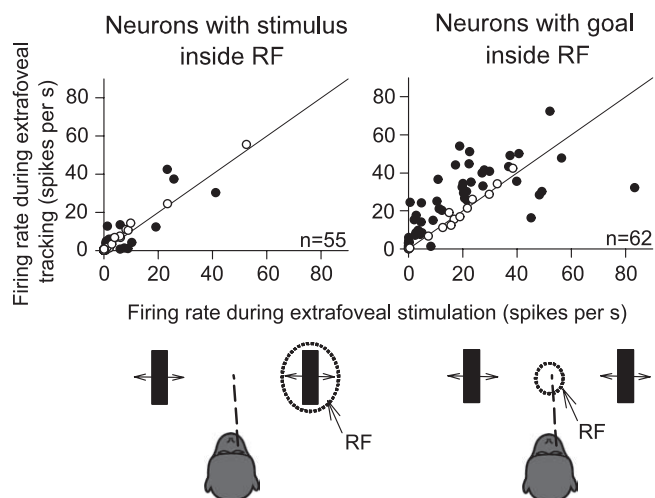 Neurons with stimulus
inside RF
Neurons with goal
inside RF
Firing rate during extrafoveal
tracking (spikes per s)
80
60
40
20
0
0 20 40 60 80
n=55
80
60
40
20
0
0 20 40 60 80
n=62
Firing rate during extrafoveal stimulation (spikes per s)
RF
RF